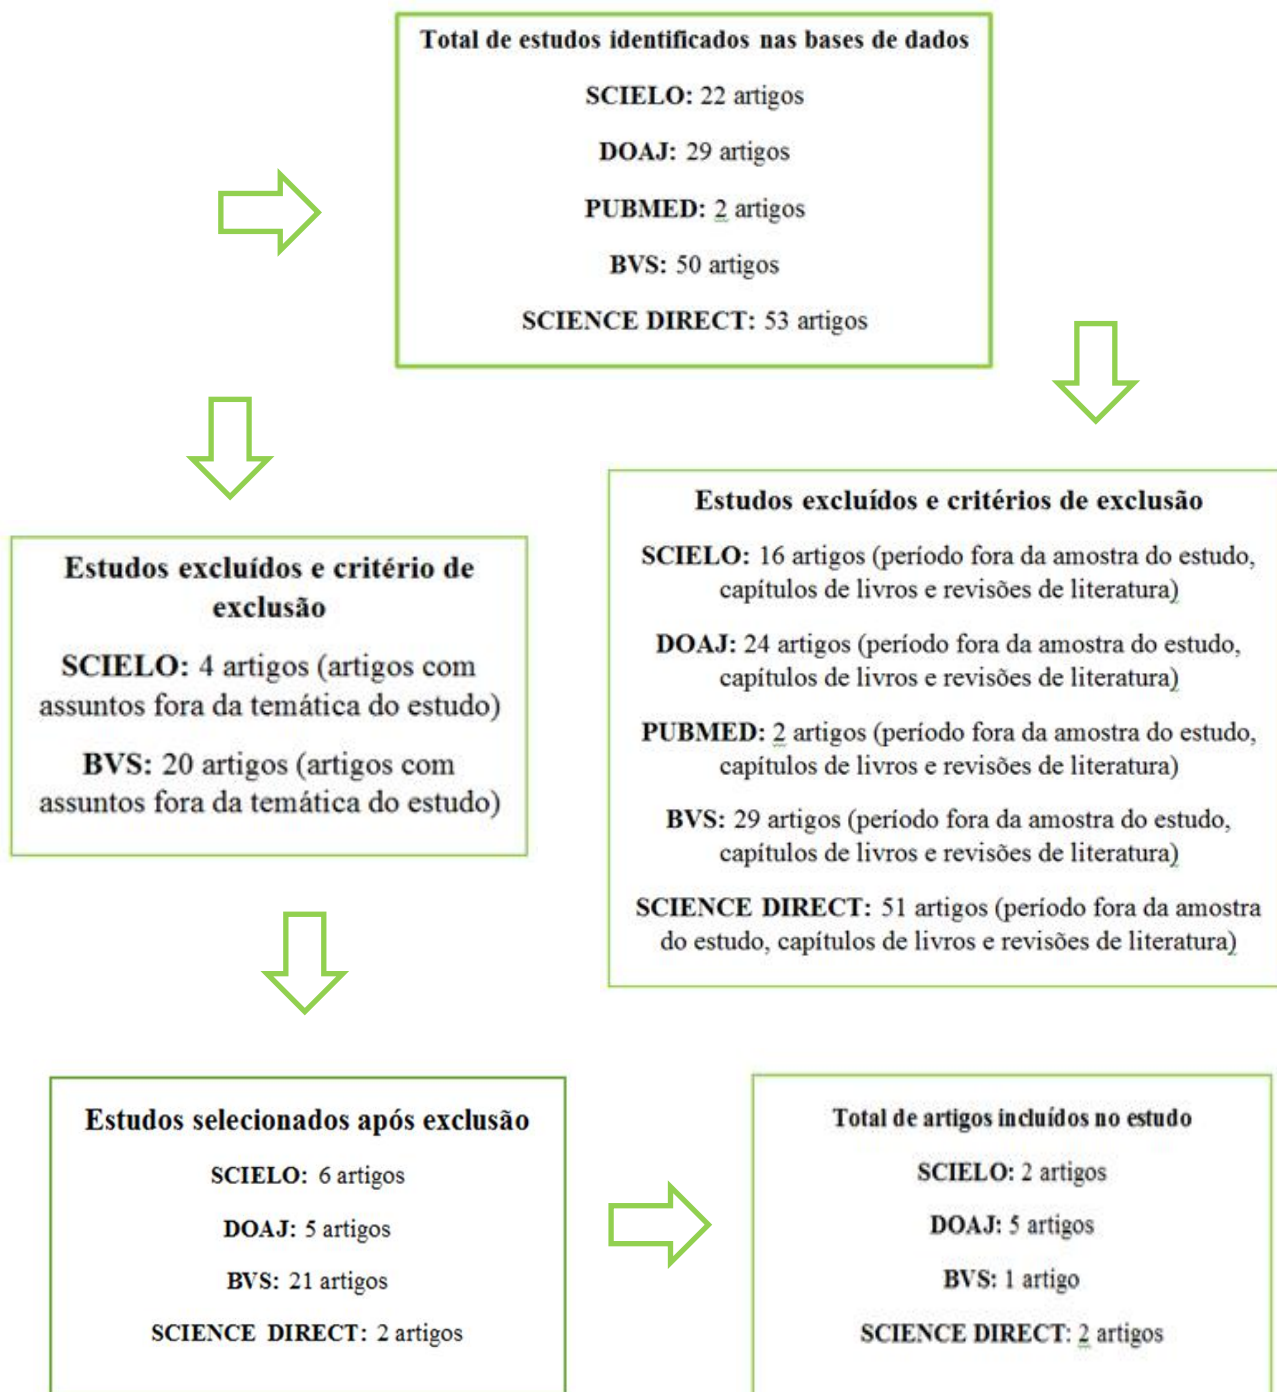 Total de estudos identificados nas bases de dados
SCIELO: 22 artigos
DOAJ: 29 artigos
PUBMED: 2 artigos
BVS: 50 artigos
SCIENCE DIRECT: 53 artigos
Estudos excluídos e critérios de exclusão
SCIELO: 16 artigos (período fora da amostra do estudo,
capítulos de livros e revisões de literatura)
DOAJ: 24 artigos (período fora da amostra do estudo,
capítulos de livros e revisões de literatura)
PUBMED: 2 artigos (período fora da amostra do estudo,
capítulos de livros e revisões de literatura)
BVS: 29 artigos (período fora da amostra do estudo,
capítulos de livros e revisões de literatura)
SCIENCE DIRECT: 51 artigos (período fora da amostra
do estudo, capítulos de livros e revisões de literatura)
Estudos excluídos e critério de
exclusão
SCIELO: 4 artigos (artigos com
assuntos fora da temática do estudo)
BVS: 20 artigos (artigos com
assuntos fora da temática do estudo)
Estudos selecionados após exclusão
SCIELO: 6 artigos
DOAJ: 5 artigos
BVS: 21 artigos
SCIENCE DIRECT: 2 artigos
Total de artigos incluídos no estudo
SCIELO: 2 artigos
DOAJ: 5 artigos
BVS: 1 artigo
SCIENCE DIRECT: 2 artigos